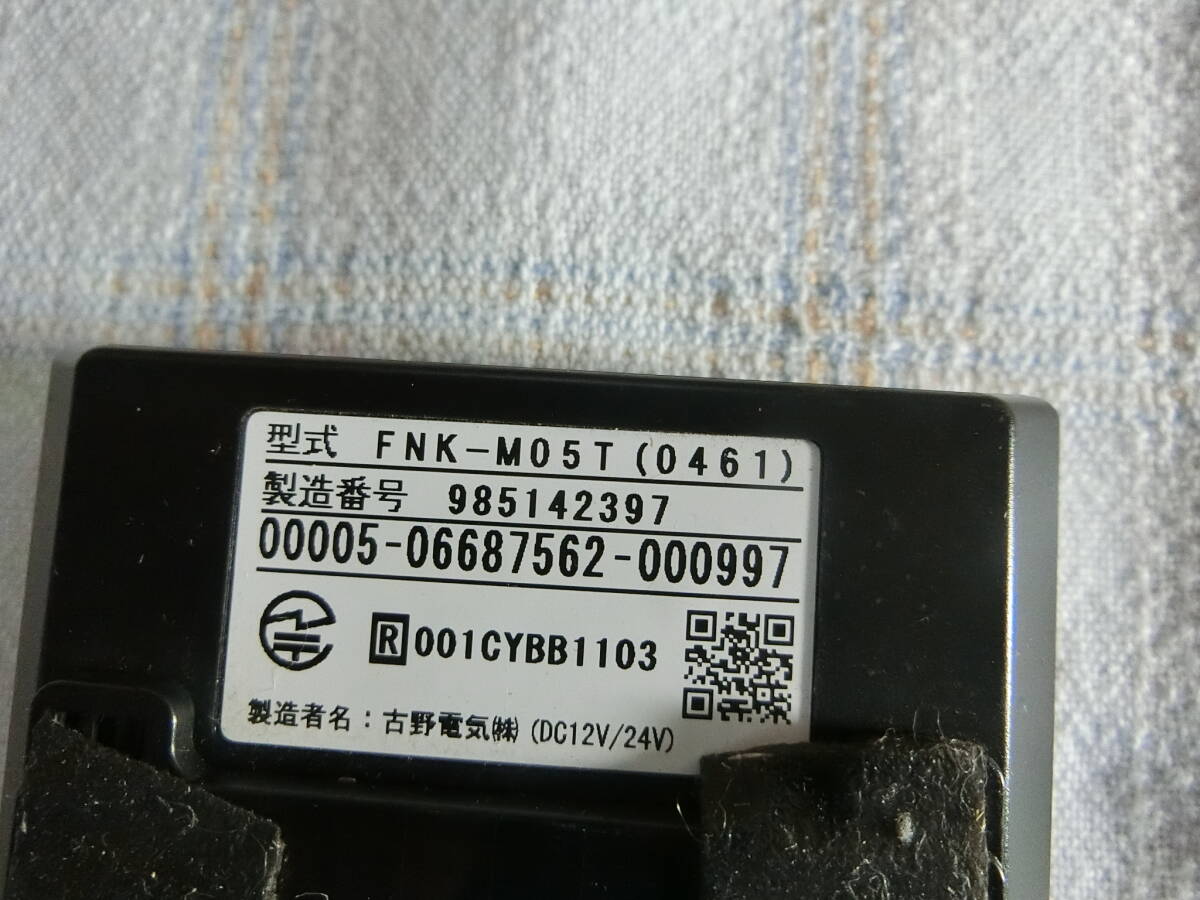 型式 FNK-M05T(0461)
製造番号 985142397
00005-06687562-000997
R 001CYBB1103
製造者名:古野電気㈱ (DC12V/24V)